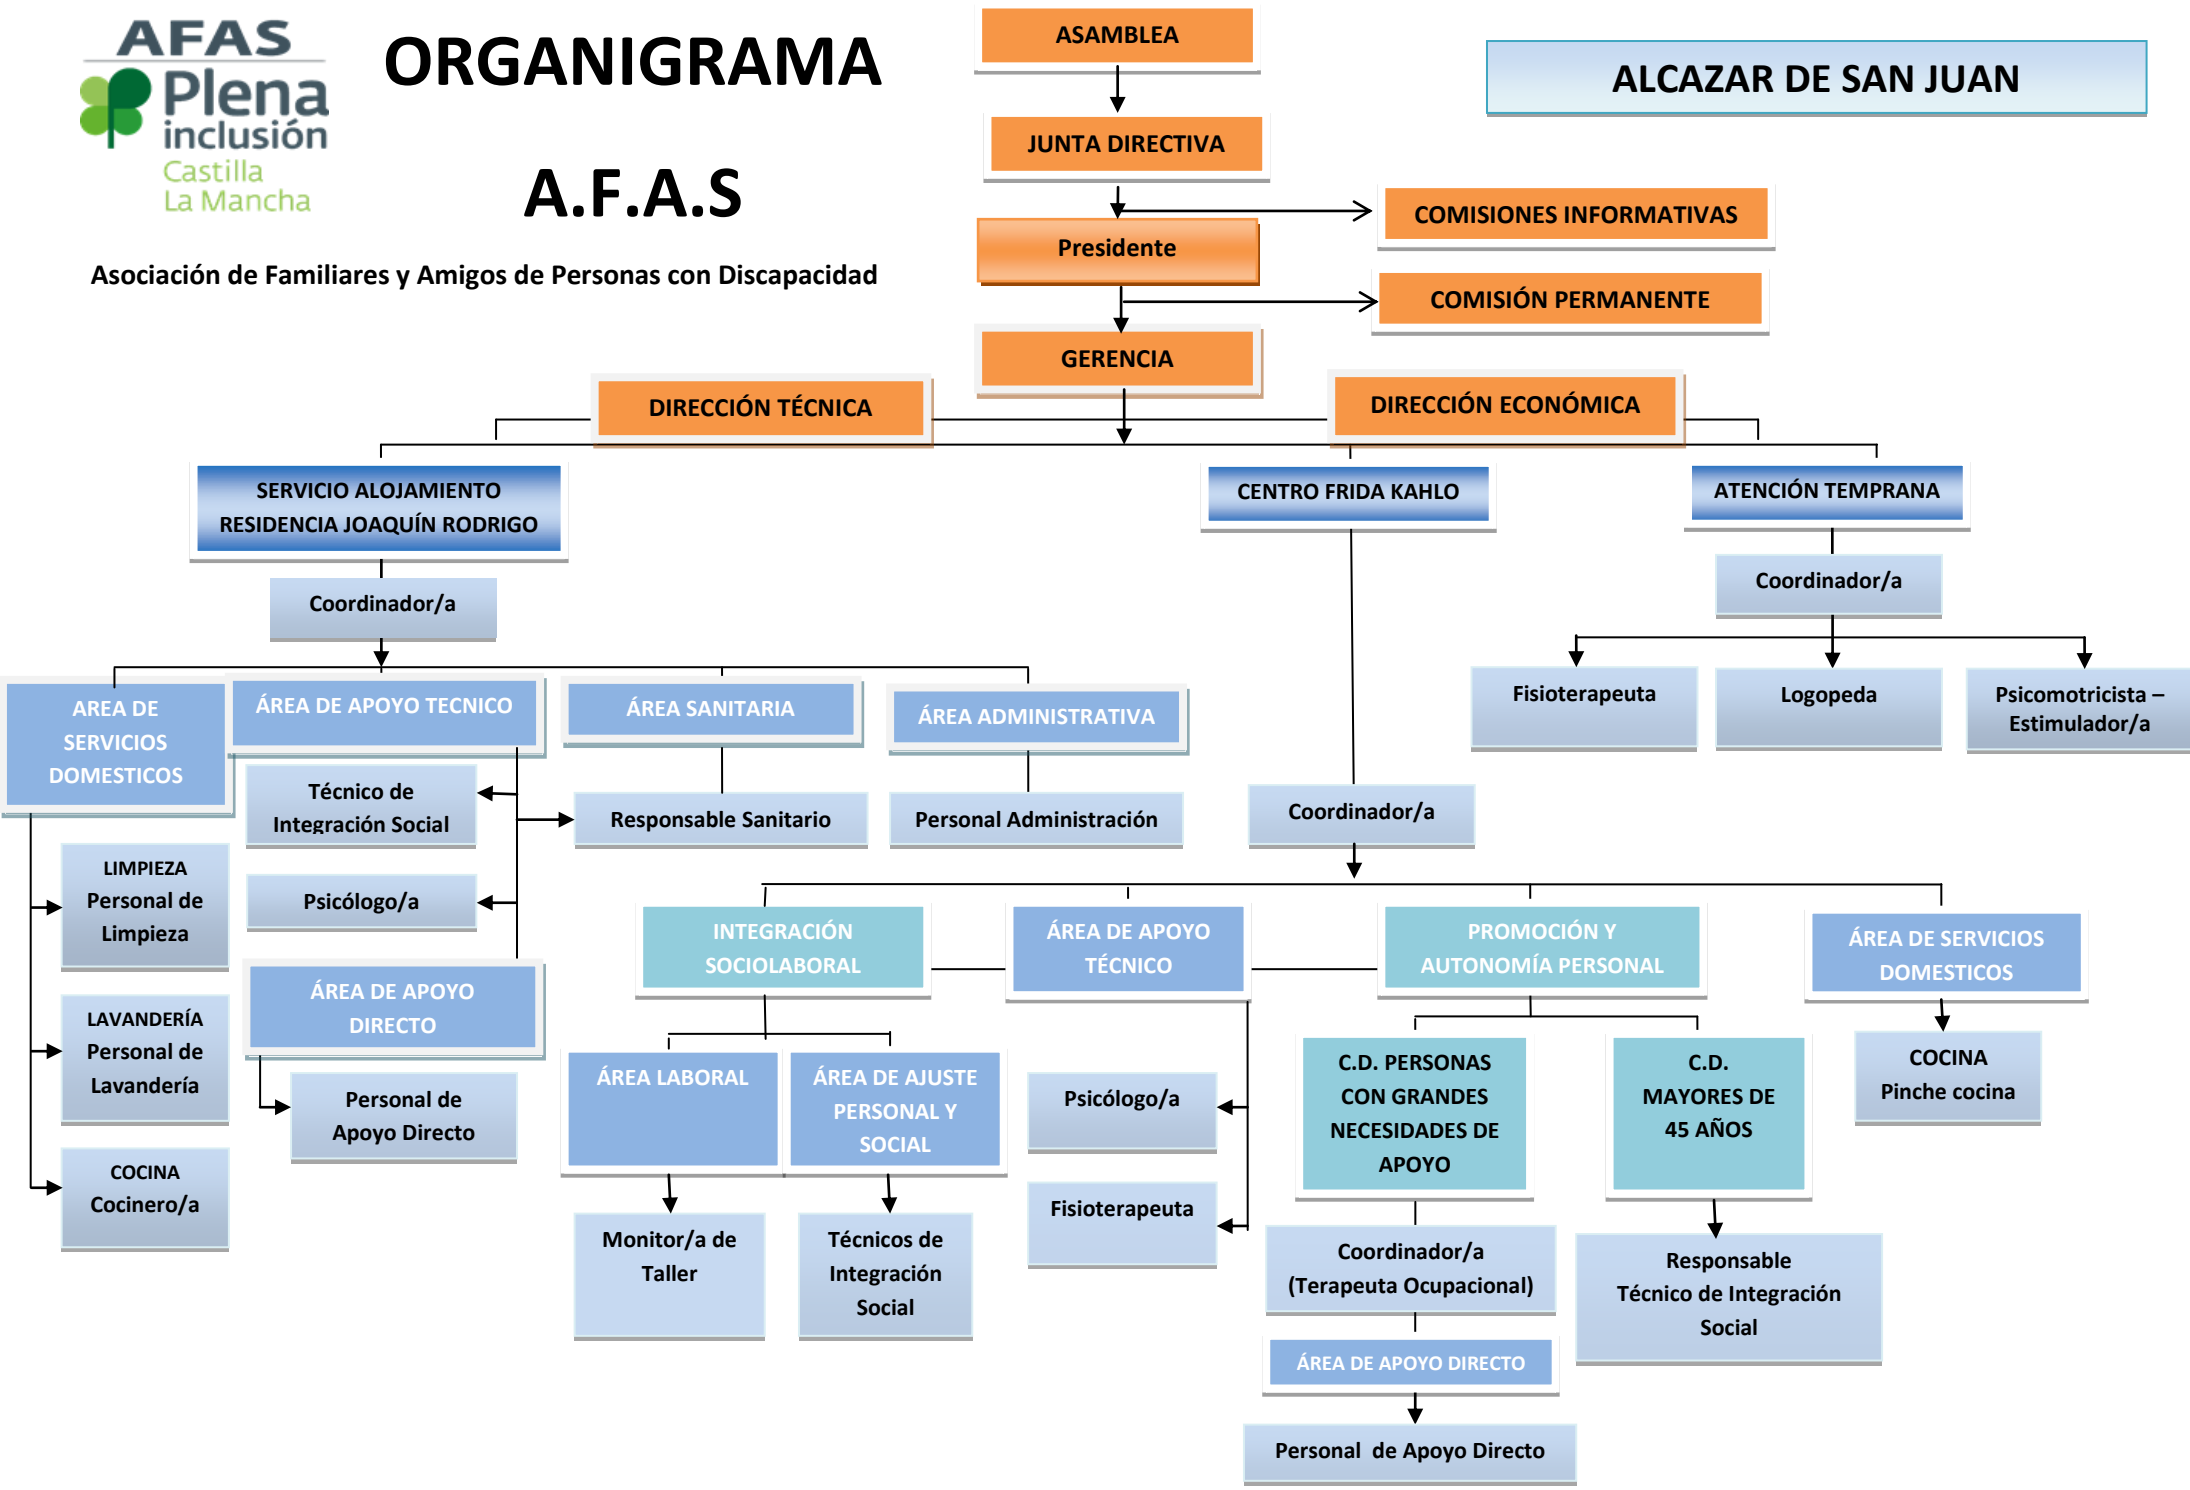 AFAS
Plena
inclusión
Castilla
La Mancha
ORGANIGRAMA
A.F.A.S
Asociación de Familiares y Amigos de Personas con Discapacidad
ALCAZAR DE SAN JUAN
ASAMBLEA
JUNTA DIRECTIVA
COMISIONES INFORMATIVAS
Presidente
COMISIÓN PERMANENTE
GERENCIA
DIRECCIÓN TÉCNICA
DIRECCIÓN ECONÓMICA
SERVICIO ALOJAMIENTO
RESIDENCIA JOAQUÍN RODRIGO
CENTRO FRIDA KAHLO
ATENCIÓN TEMPRANA
Coordinador/a
Coordinador/a
Fisioterapeuta
Logopeda
Psicomotricista –
Estimulador/a
AREA DE
SERVICIOS
DOMESTICOS
ÁREA DE APOYO TECNICO
ÁREA SANITARIA
ÁREA ADMINISTRATIVA
Técnico de
Integración Social
Responsable Sanitario
Personal Administración
Coordinador/a
LIMPIEZA
Personal de
Limpieza
Psicólogo/a
LAVANDERÍA
Personal de
Lavandería
ÁREA DE APOYO
DIRECTO
Personal de
Apoyo Directo
COCINA
Cocinero/a
INTEGRACIÓN
SOCIOLABORAL
ÁREA DE APOYO
TÉCNICO
PROMOCIÓN Y
AUTONOMÍA PERSONAL
ÁREA DE SERVICIOS
DOMESTICOS
ÁREA LABORAL
ÁREA DE AJUSTE
PERSONAL Y
SOCIAL
Psicólogo/a
C.D. PERSONAS
CON GRANDES
NECESIDADES DE
APOYO
C.D.
MAYORES DE
45 AÑOS
COCINA
Pinche cocina
Monitor/a de
Taller
Técnicos de
Integración
Social
Fisioterapeuta
Coordinador/a
(Terapeuta Ocupacional)
Responsable
Técnico de Integración
Social
ÁREA DE APOYO DIRECTO
Personal de Apoyo Directo